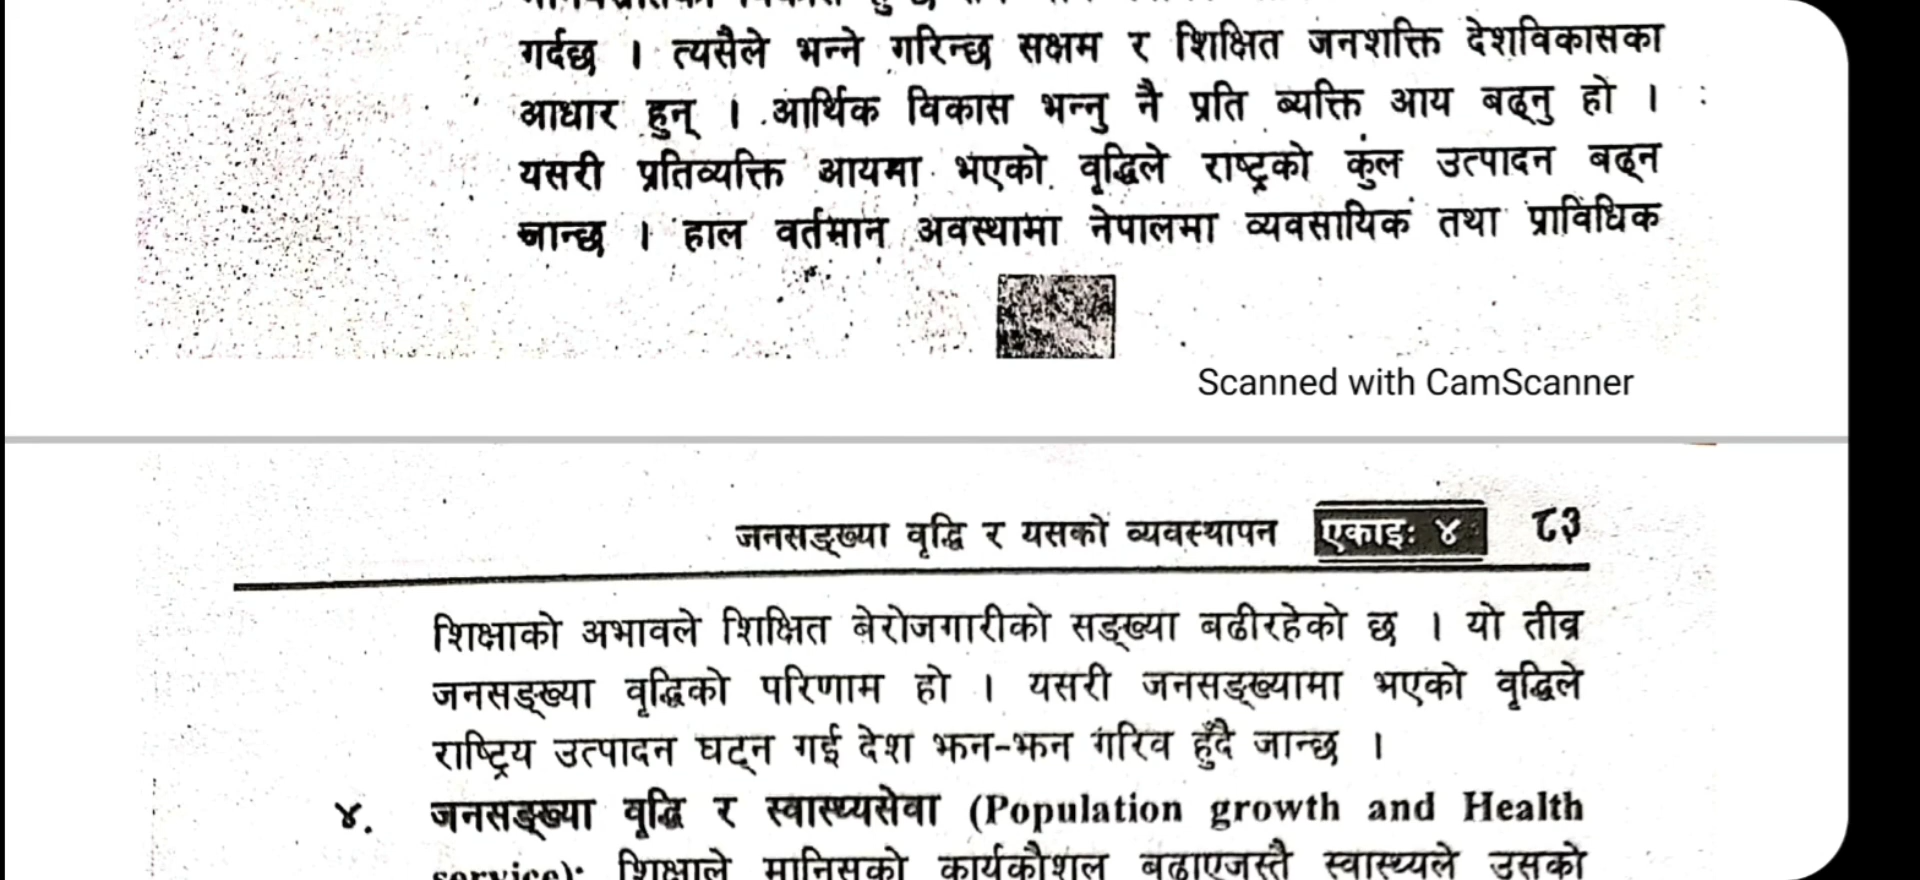 गर्दछ । त्यसैले भन्ने गरिन्छ सक्षम र शिक्षित जनशक्ति देशविकासका
आधार हुन् । आर्थिक विकास भन्नु नै प्रति ब्यक्ति आय बढ्नु हो ।
यसरी प्रतिव्यक्ति आयमा भएको वृद्धिले राष्ट्रको कुल उत्पादन बढ्न
जान्छ । हाल वर्तमान अवस्थामा नेपालमा व्यवसायिक तथा प्राविधिक
Scanned with CamScanner
जनसङ्ख्या वृद्धि र यसको व्यवस्थापन एकाइः ४ ८३
शिक्षाको अभावले शिक्षित बेरोजगारीको सङ्ख्या बढीरहेको छ । यो तीव्र
जनसङ्ख्या वृद्धिको परिणाम हो । यसरी जनसङ्ख्यामा भएको वृद्धिले
राष्ट्रिय उत्पादन घट्न गई देश झन-झन गरिव हुँदै जान्छ ।
४. जनसङ्ख्या वृद्धि र स्वास्थ्यसेवा (Population growth and Health
service): शिक्षाले मानिसको कार्यकौशल बढाएजस्तै स्वास्थ्यले उसको